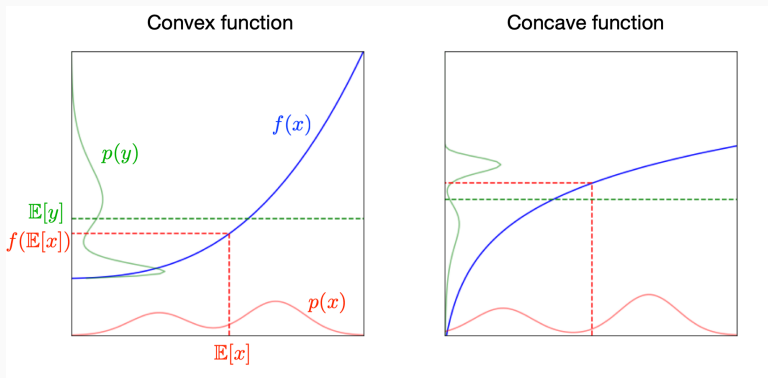 Convex function
Concave function
f(x)
p(y)
𝔼[y]
f(𝔼[x])
p(x)
𝔼[x]